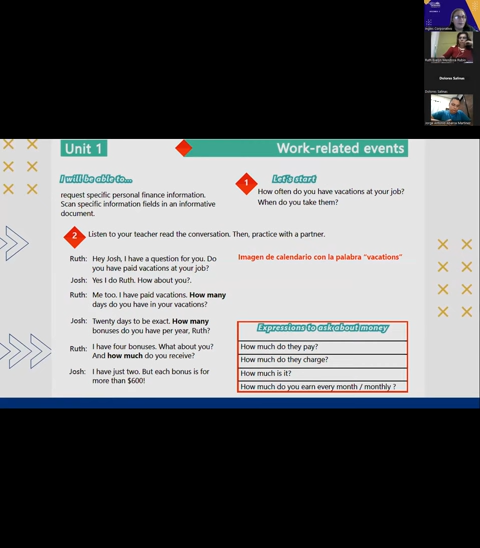 Unit 1
Work-related events
I will be able to...
request specific personal finance information.
Scan specific information fields in an informative
document.
1
Let's start
How often do you have vacations at your job?
When do you take them?
2
Listen to your teacher read the conversation. Then, practice with a partner.
Ruth: Hey Josh, I have a question for you. Do
you have paid vacations at your job?
Josh: Yes I do Ruth. How about you?.
Ruth: Me too. I have paid vacations. How many
days do you have in your vacations?
Josh: Twenty days to be exact. How many
bonuses do you have per year, Ruth?
Ruth: I have four bonuses. What about you?
And how much do you receive?
Josh: I have just two. But each bonus is for
more than $600!
Imagen de calendario con la palabra “vacations”
Expressions to ask about money
How much do they pay?
How much do they charge?
How much is it?
How much do you earn every month / monthly ?
Dolores Salinas
Dolores Salinas